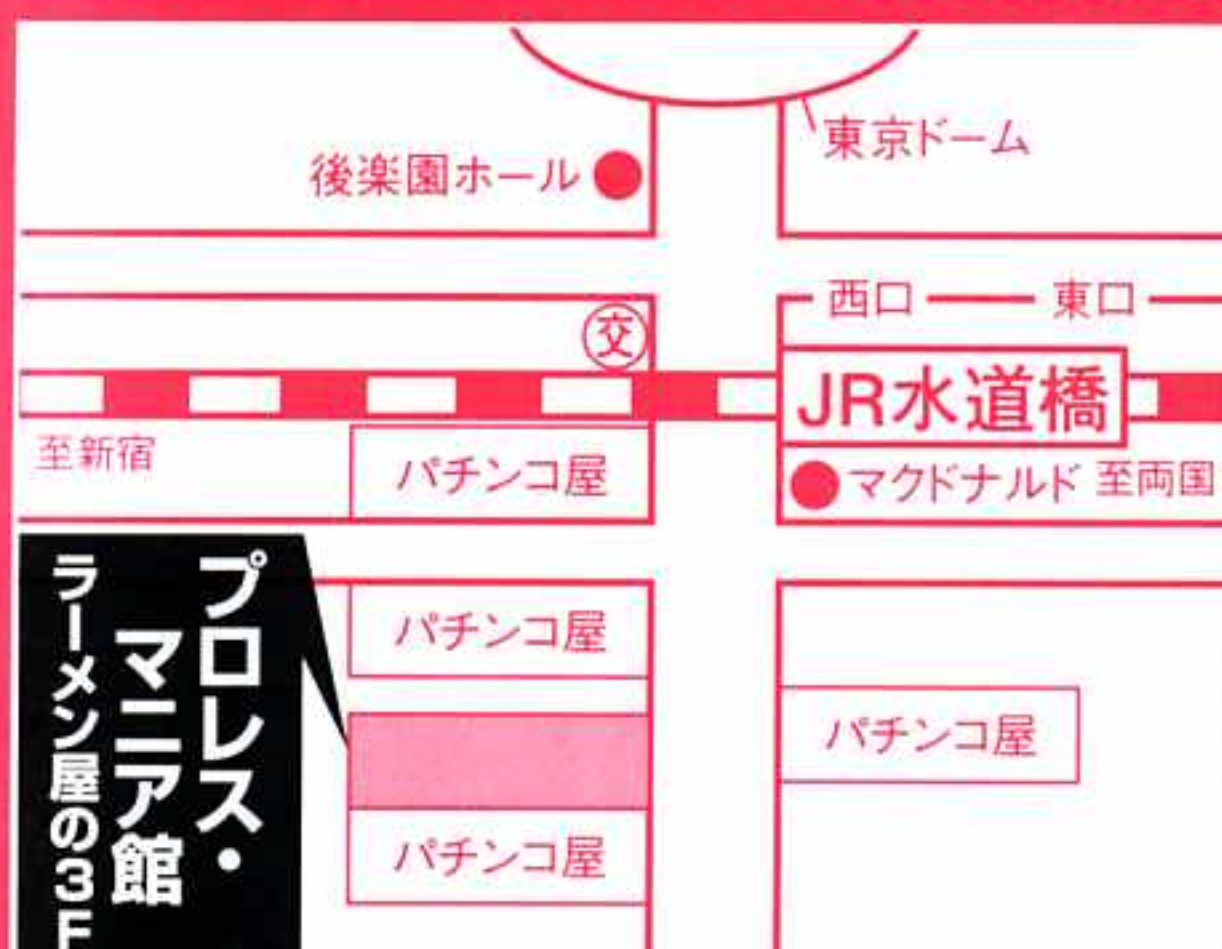 東京ドーム
後楽園ホール
西口
東口
交
JR水道橋
至新宿
パチンコ屋
マクドナルド
至両国
プロレス・
マニア館
ラーメン屋の3F
パチンコ屋
パチンコ屋
パチンコ屋